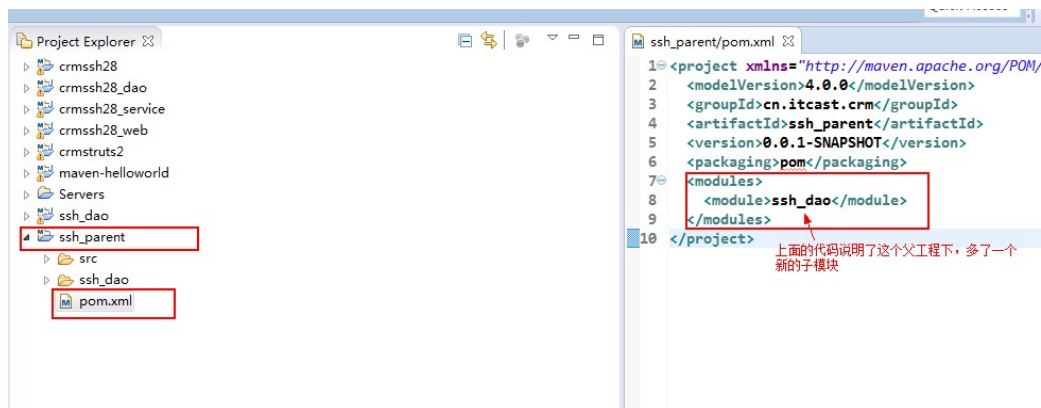 Project Explorer
crmssh28
crmssh28_dao
crmssh28_service
crmssh28_web
crmstruts2
maven-helloworld
Servers
ssh_dao
ssh_parent
src
ssh_dao
pom.xml
ssh_parent/pom.xml
1 <project xmlns="http://maven.apache.org/POM/
2 <modelVersion>4.0.0</modelVersion>
3 <groupId>cn.itcast.crm</groupId>
4 <artifactId>ssh_parent</artifactId>
5 <version>0.0.1-SNAPSHOT</version>
6 <packaging>pom</packaging>
7 <modules>
8 <module>ssh_dao</module>
9 </modules>
10 </project>
上面的代码说明了这个父工程下，多了一个
新的子模块